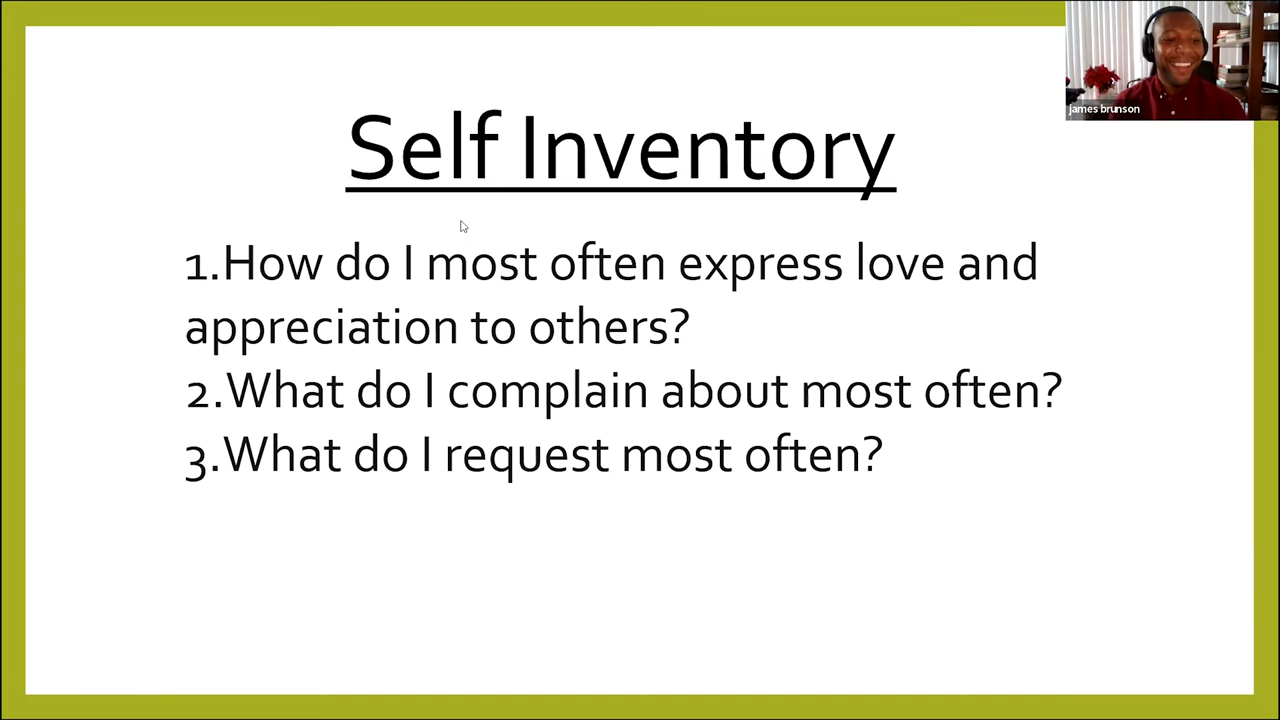 james brunson
Self Inventory
1.How do I most often express love and
appreciation to others?
2.What do I complain about most often?
3.What do I request most often?